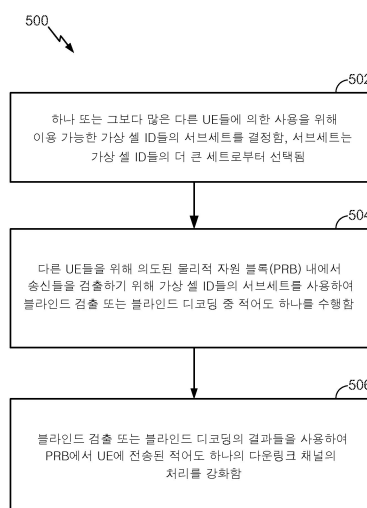 500
502
하나 또는 그보다 많은 다른 UE들에 의한 사용을 위해
이용 가능한 가상 셀 ID들의 서브세트를 결정함, 서브세트는
가상 셀 ID들의 더 큰 세트로부터 선택됨
504
다른 UE들을 위해 의도된 물리적 자원 블록(PRB) 내에서
송신들을 검출하기 위해 가상 셀 ID들의 서브세트를 사용하여
블라인드 검출 또는 블라인드 디코딩 중 적어도 하나를 수행함
506
블라인드 검출 또는 블라인드 디코딩의 결과들을 사용하여
PRB에서 UE에 전송된 적어도 하나의 다운링크 채널의
처리를 강화함